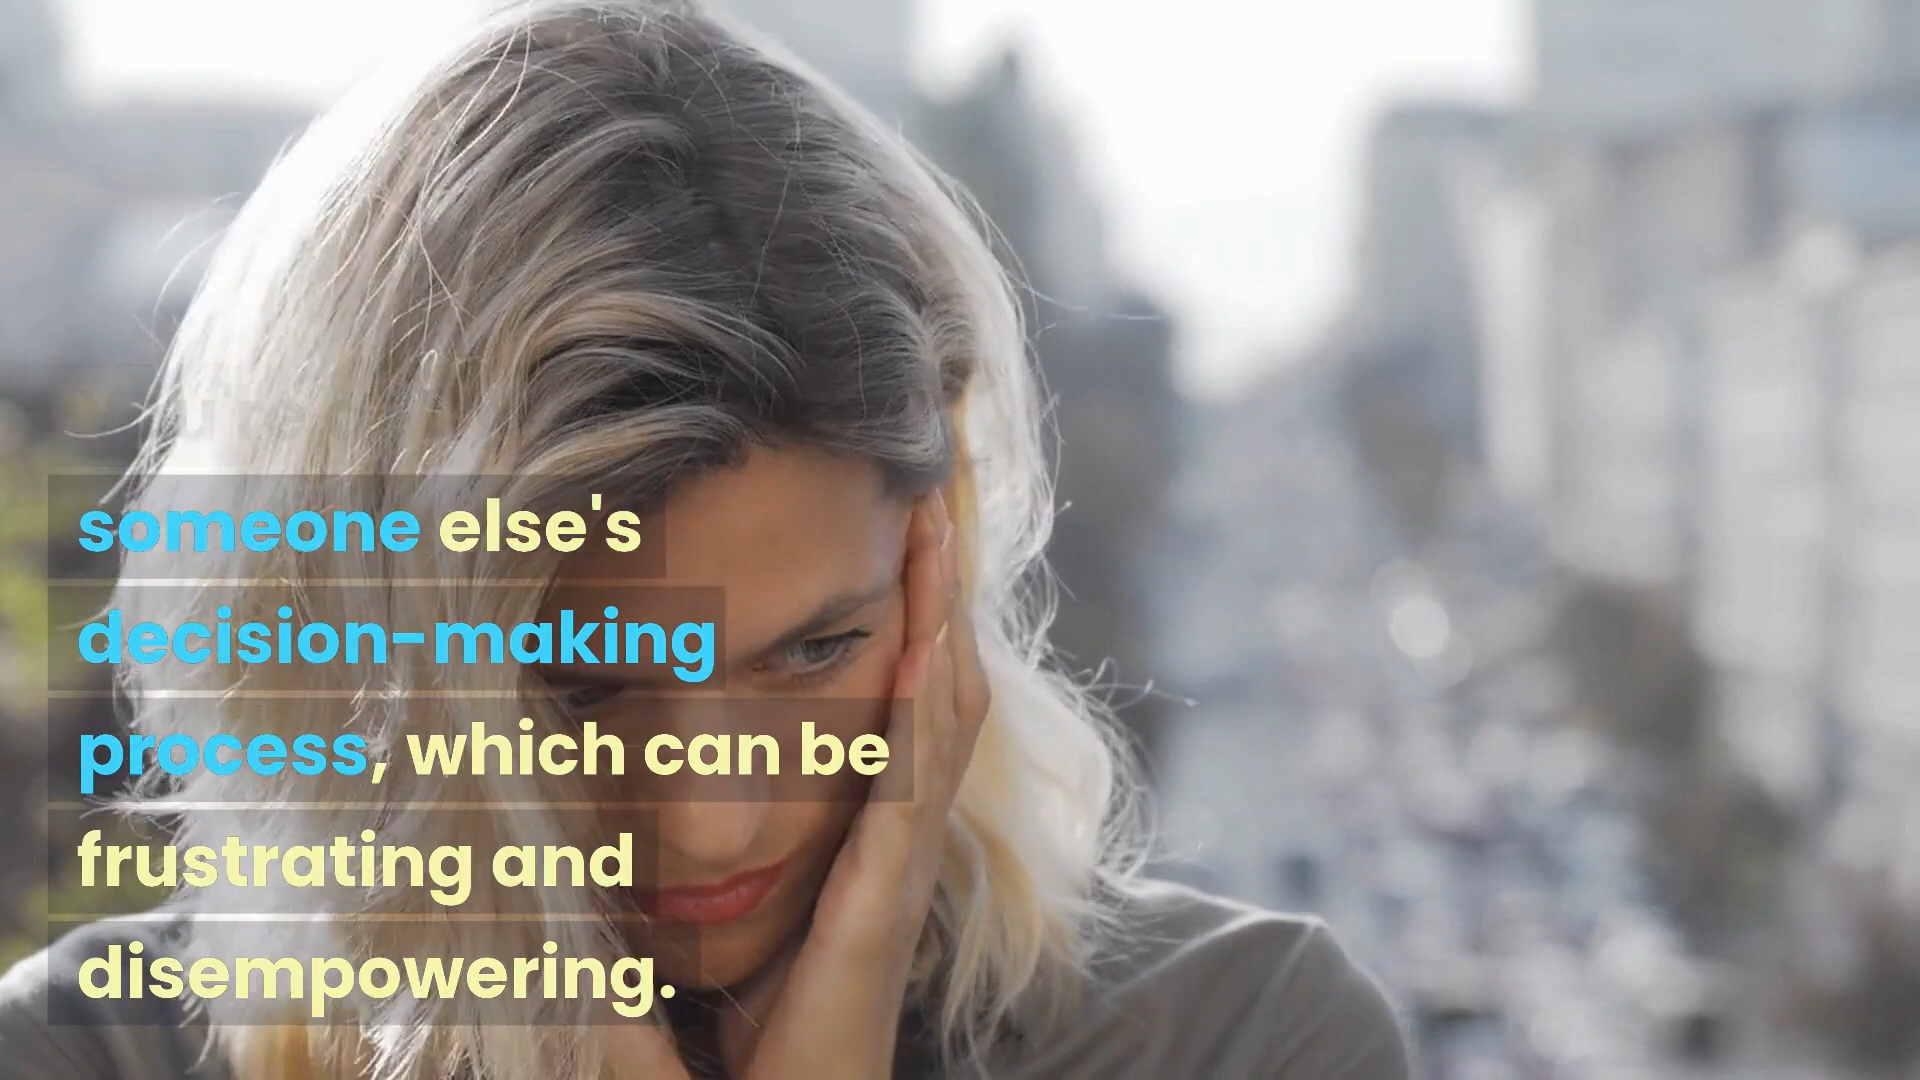 someone else's
decision-making
process, which can be
frustrating and
disempowering.